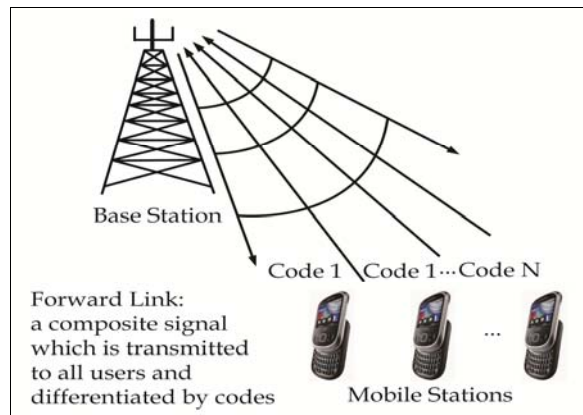 Base Station
Code 1 Code 1...Code N
Forward Link:
a composite signal
which is transmitted
to all users and
differentiated by codes
...
Mobile Stations